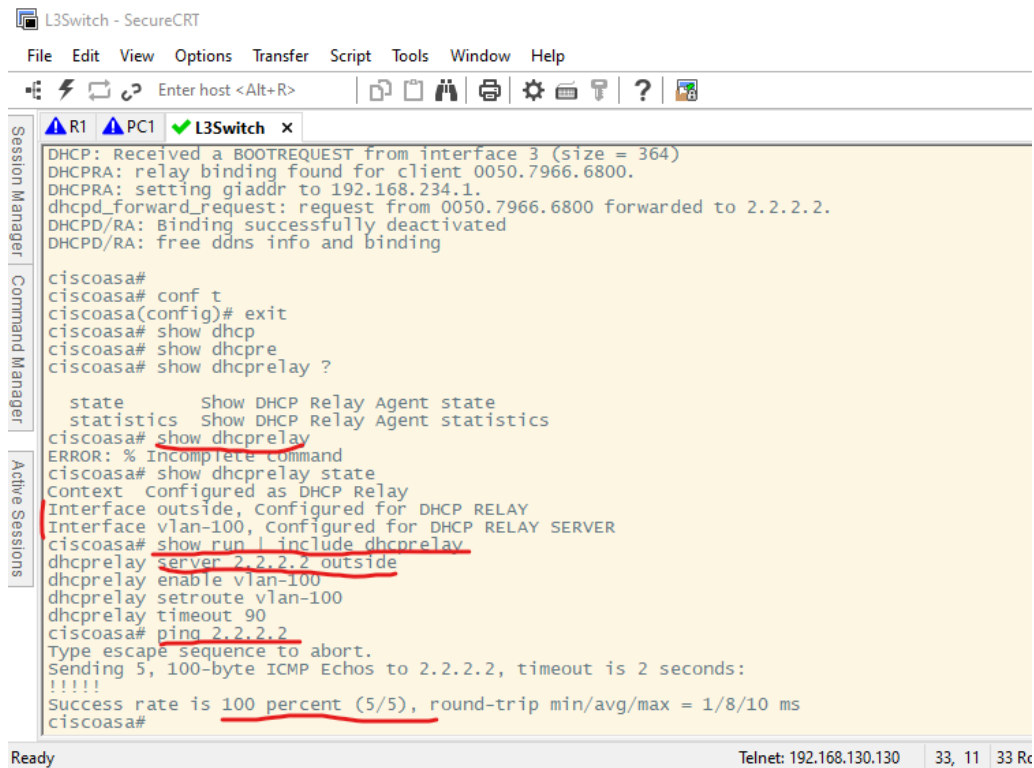 L3Switch - SecureCRT
File Edit View Options Transfer Script Tools Window Help
Enter host <Alt+R>
R1 PC1 L3Switch ×
Session Manager
Command Manager
Active Sessions
DHCP: Received a BOOTREQUEST from interface 3 (size = 364)
DHCPRA: relay binding found for client 0050.7966.6800.
DHCPRA: setting giaddr to 192.168.234.1.
dhcpd_forward_request: request from 0050.7966.6800 forwarded to 2.2.2.2.
DHCPD/RA: Binding successfully deactivated
DHCPD/RA: free ddns info and binding
ciscoasa#
ciscoasa# conf t
ciscoasa(config)# exit
ciscoasa# show dhcp
ciscoasa# show dhcpre
ciscoasa# show dhcprelay ?
state Show DHCP Relay Agent state
statistics Show DHCP Relay Agent statistics
ciscoasa# show dhcprelay
ERROR: % Incomplete command
ciscoasa# show dhcprelay state
Context Configured as DHCP Relay
Interface outside, Configured for DHCP RELAY
Interface vlan-100, Configured for DHCP RELAY SERVER
ciscoasa# show run | include dhcprelay
dhcprelay server 2.2.2.2 outside
dhcprelay enable vlan-100
dhcprelay setroute vlan-100
dhcprelay timeout 90
ciscoasa# ping 2.2.2.2
Type escape sequence to abort.
Sending 5, 100-byte ICMP Echos to 2.2.2.2, timeout is 2 seconds:
!!!!!
Success rate is 100 percent (5/5), round-trip min/avg/max = 1/8/10 ms
ciscoasa#
Ready Telnet: 192.168.130.130 33, 11 33 Ro